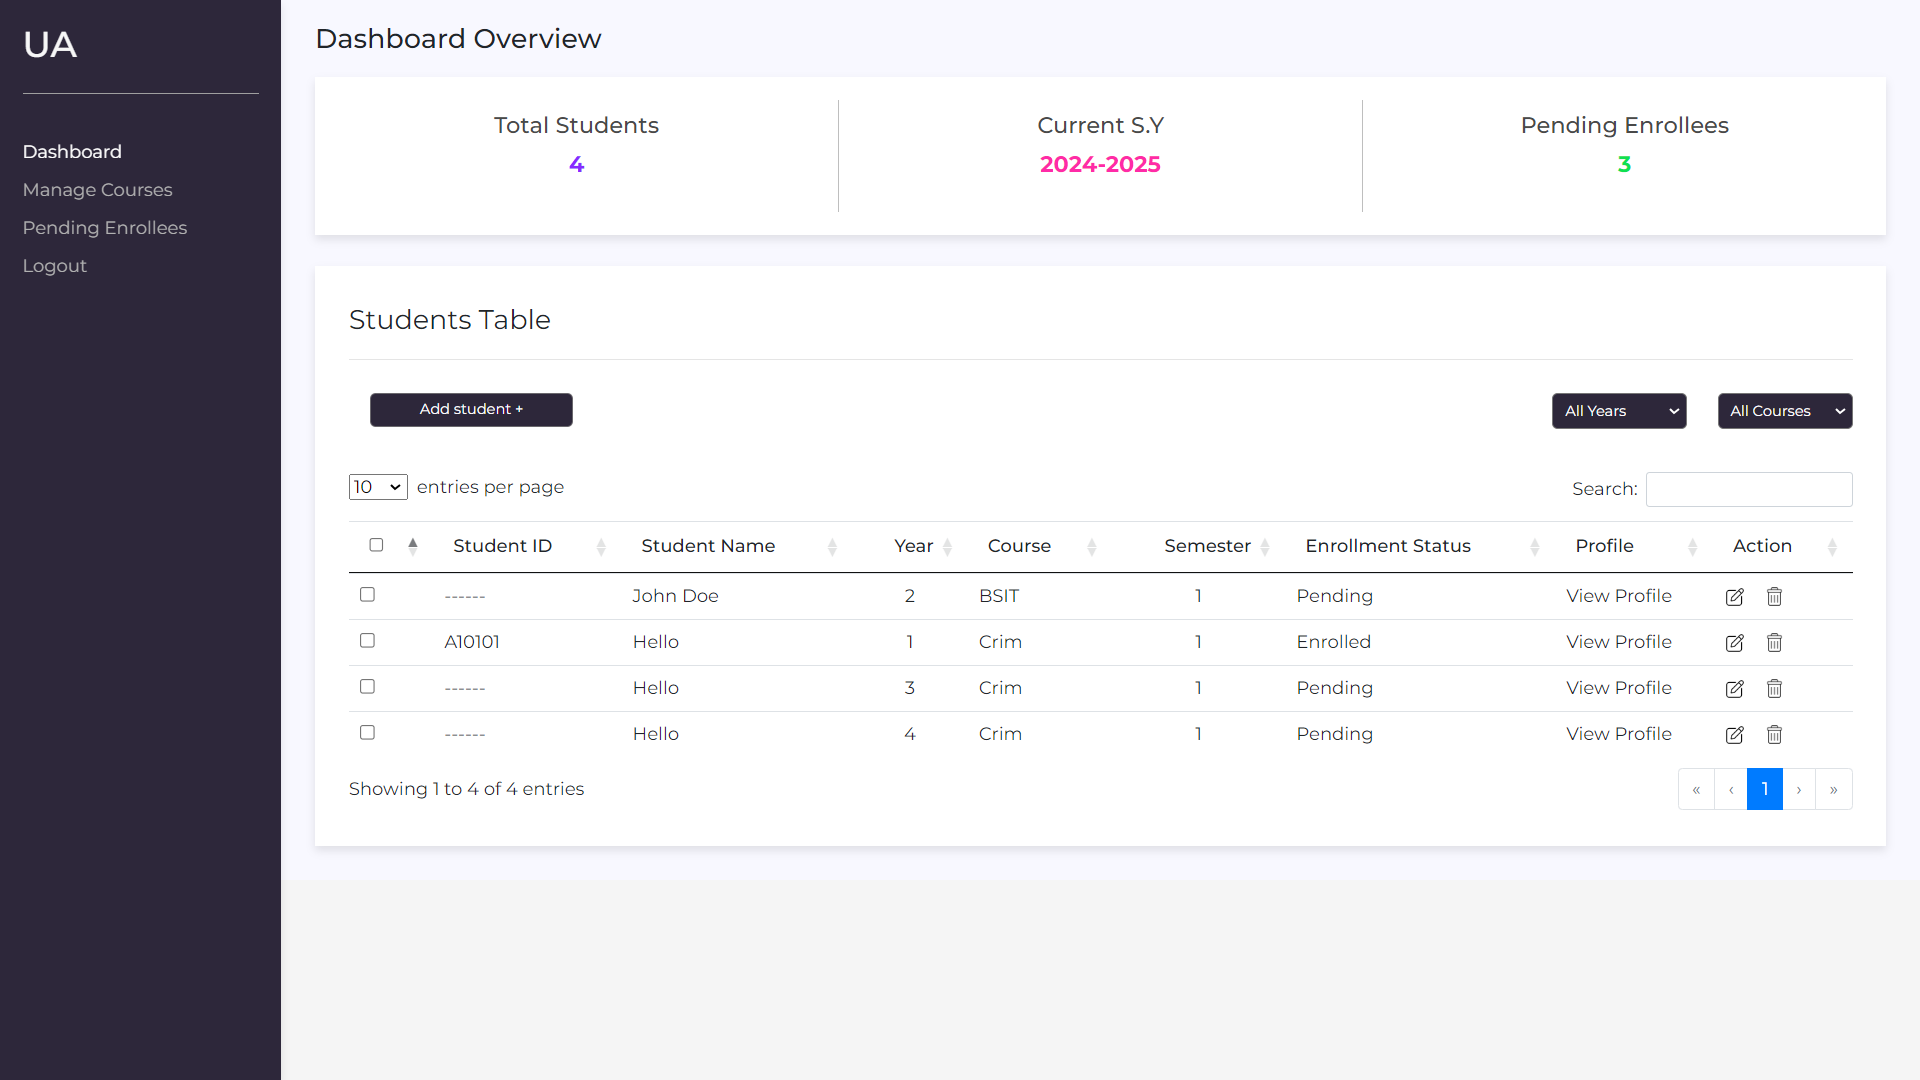 UA
Dashboard
Manage Courses
Pending Enrollees
Logout
Dashboard Overview
Total Students
4
Current S.Y
2024-2025
Pending Enrollees
3
Students Table
Add student +
All Years
All Courses
10 entries per page
Search:
Student ID Student Name Year Course Semester Enrollment Status Profile Action
------ John Doe 2 BSIT 1 Pending View Profile
A10101 Hello 1 Crim 1 Enrolled View Profile
------ Hello 3 Crim 1 Pending View Profile
------ Hello 4 Crim 1 Pending View Profile
Showing 1 to 4 of 4 entries
« ‹ 1 › »